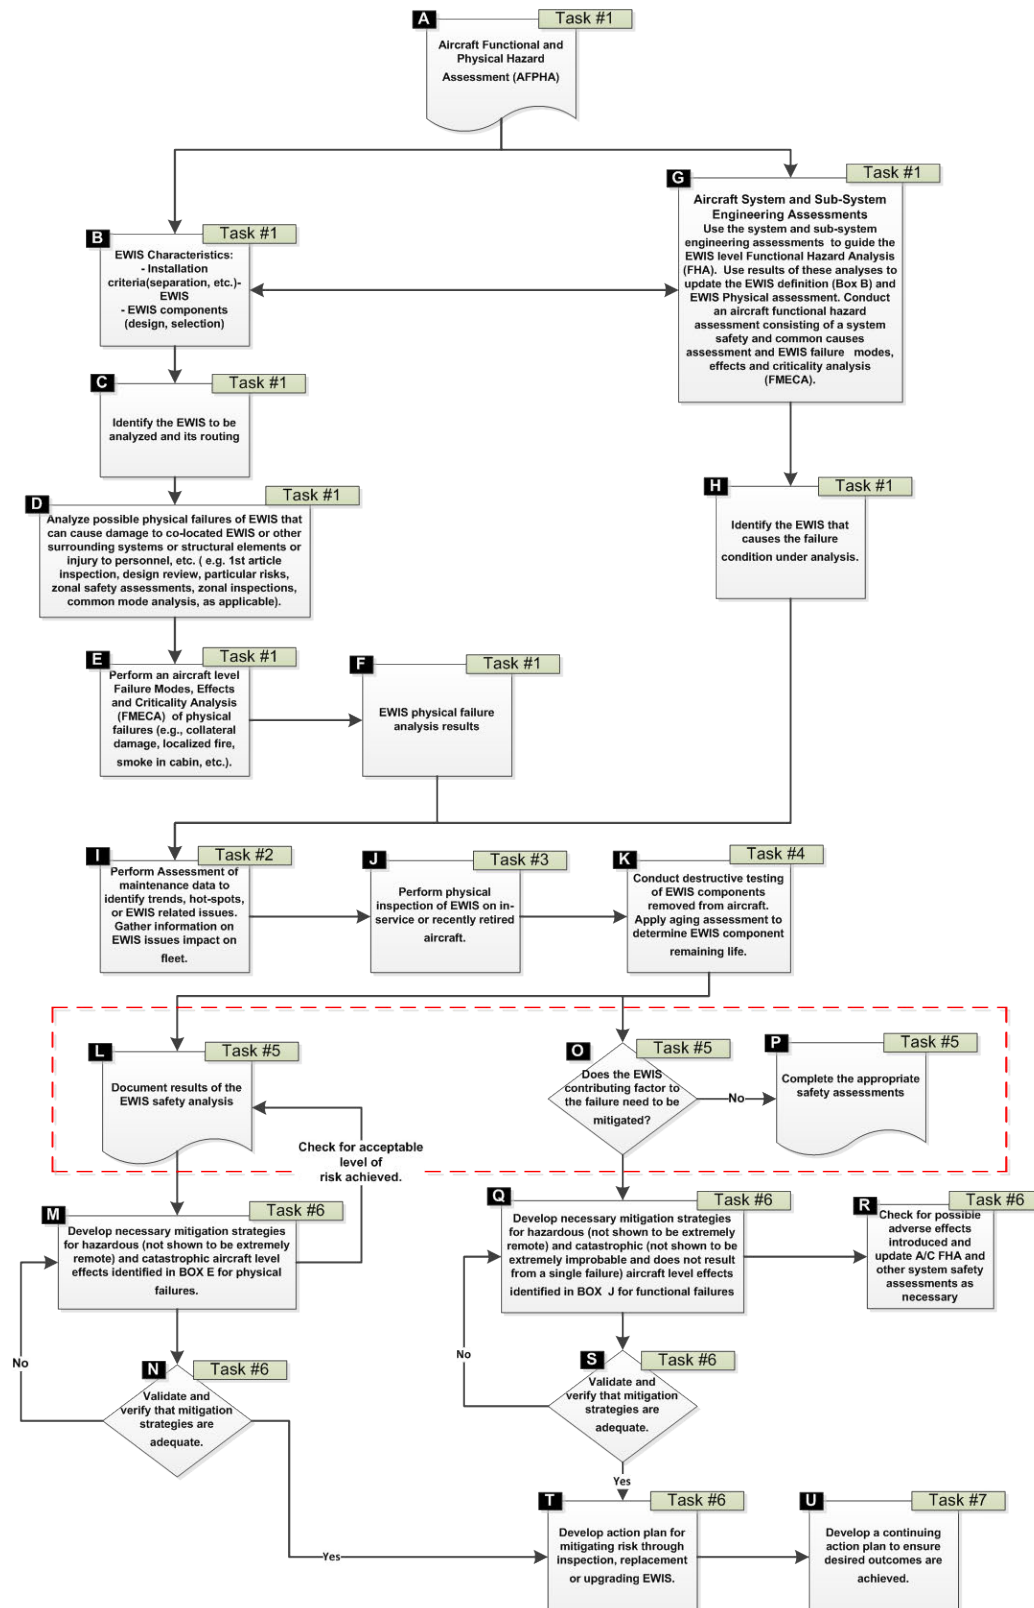 A
Task #1
Aircraft Functional and
Physical Hazard
Assessment (AFPHA)
G
Task #1
Aircraft System and Sub-System
Engineering Assessments
Use the system and sub-system
engineering assessments to guide the
EWIS level Functional Hazard Analysis
(FHA). Use results of these analyses to
update the EWIS definition (Box B) and
EWIS Physical assessment. Conduct
an aircraft functional hazard
assessment consisting of a system
safety and common causes
assessment and EWIS failure modes,
effects and criticality analysis
(FMECA).
B
Task #1
EWIS Characteristics:
- Installation
criteria(separation, etc.)-
EWIS
- EWIS components
(design, selection)
C
Task #1
Identify the EWIS to be
analyzed and its routing
D
Task #1
Analyze possible physical failures of EWIS that
can cause damage to co-located EWIS or other
surrounding systems or structural elements or
injury to personnel, etc. ( e.g. 1st article
inspection, design review, particular risks,
zonal safety assessments, zonal inspections,
common mode analysis, as applicable).
H
Task #1
Identify the EWIS that
causes the failure
condition under analysis.
E
Task #1
Perform an aircraft level
Failure Modes, Effects
and Criticality Analysis
(FMECA) of physical
failures (e.g., collateral
damage, localized fire,
smoke in cabin, etc.).
F
Task #1
EWIS physical failure
analysis results
I
Task #2
Perform Assessment of
maintenance data to
identify trends, hot-spots,
or EWIS related issues.
Gather information on
EWIS issues impact on
fleet.
J
Task #3
Perform physical
inspection of EWIS on in-
service or recently retired
aircraft.
K
Task #4
Conduct destructive testing
of EWIS components
removed from aircraft.
Apply aging assessment to
determine EWIS component
remaining life.
L
Task #5
Document results of the
EWIS safety analysis
O
Task #5
Does the EWIS
contributing factor to
the failure need to be
mitigated?
No
P
Task #5
Complete the appropriate
safety assessments
Check for acceptable
level of
risk achieved.
M
Task #6
Develop necessary mitigation strategies
for hazardous (not shown to be extremely
remote) and catastrophic aircraft level
effects identified in BOX E for physical
failures.
Q
Task #6
Develop necessary mitigation strategies
for hazardous (not shown to be extremely
remote) and catastrophic (not shown to be
extremely improbable and does not result
from a single failure) aircraft level effects
identified in BOX J for functional failures
R
Task #6
Check for possible
adverse effects
introduced and
update A/C FHA and
other system safety
assessments as
necessary
No
N
Task #6
Validate and
verify that mitigation
strategies are
adequate.
No
S
Task #6
Validate and
verify that mitigation
strategies are
adequate.
Yes
Yes
T
Task #6
Develop action plan for
mitigating risk through
inspection, replacement
or upgrading EWIS.
U
Task #7
Develop a continuing
action plan to ensure
desired outcomes are
achieved.